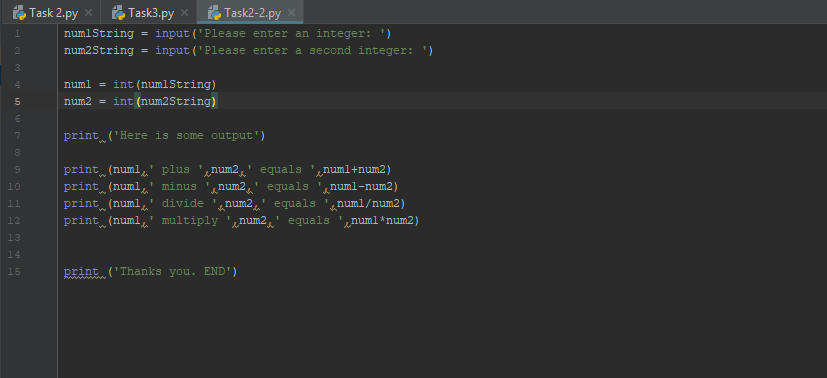 Task 2.py Task3.py Task2-2.py
1 num1String = input('Please enter an integer: ')
2 num2String = input('Please enter a second integer: ')
3
4 num1 = int(num1String)
5 num2 = int(num2String)
6
7 print ('Here is some output')
8
9 print (num1,' plus ',num2,' equals ',num1+num2)
10 print (num1,' minus ',num2,' equals ',num1-num2)
11 print (num1,' divide ',num2,' equals ',num1/num2)
12 print (num1,' multiply ',num2,' equals ',num1*num2)
13
14
15 print ('Thanks you. END')